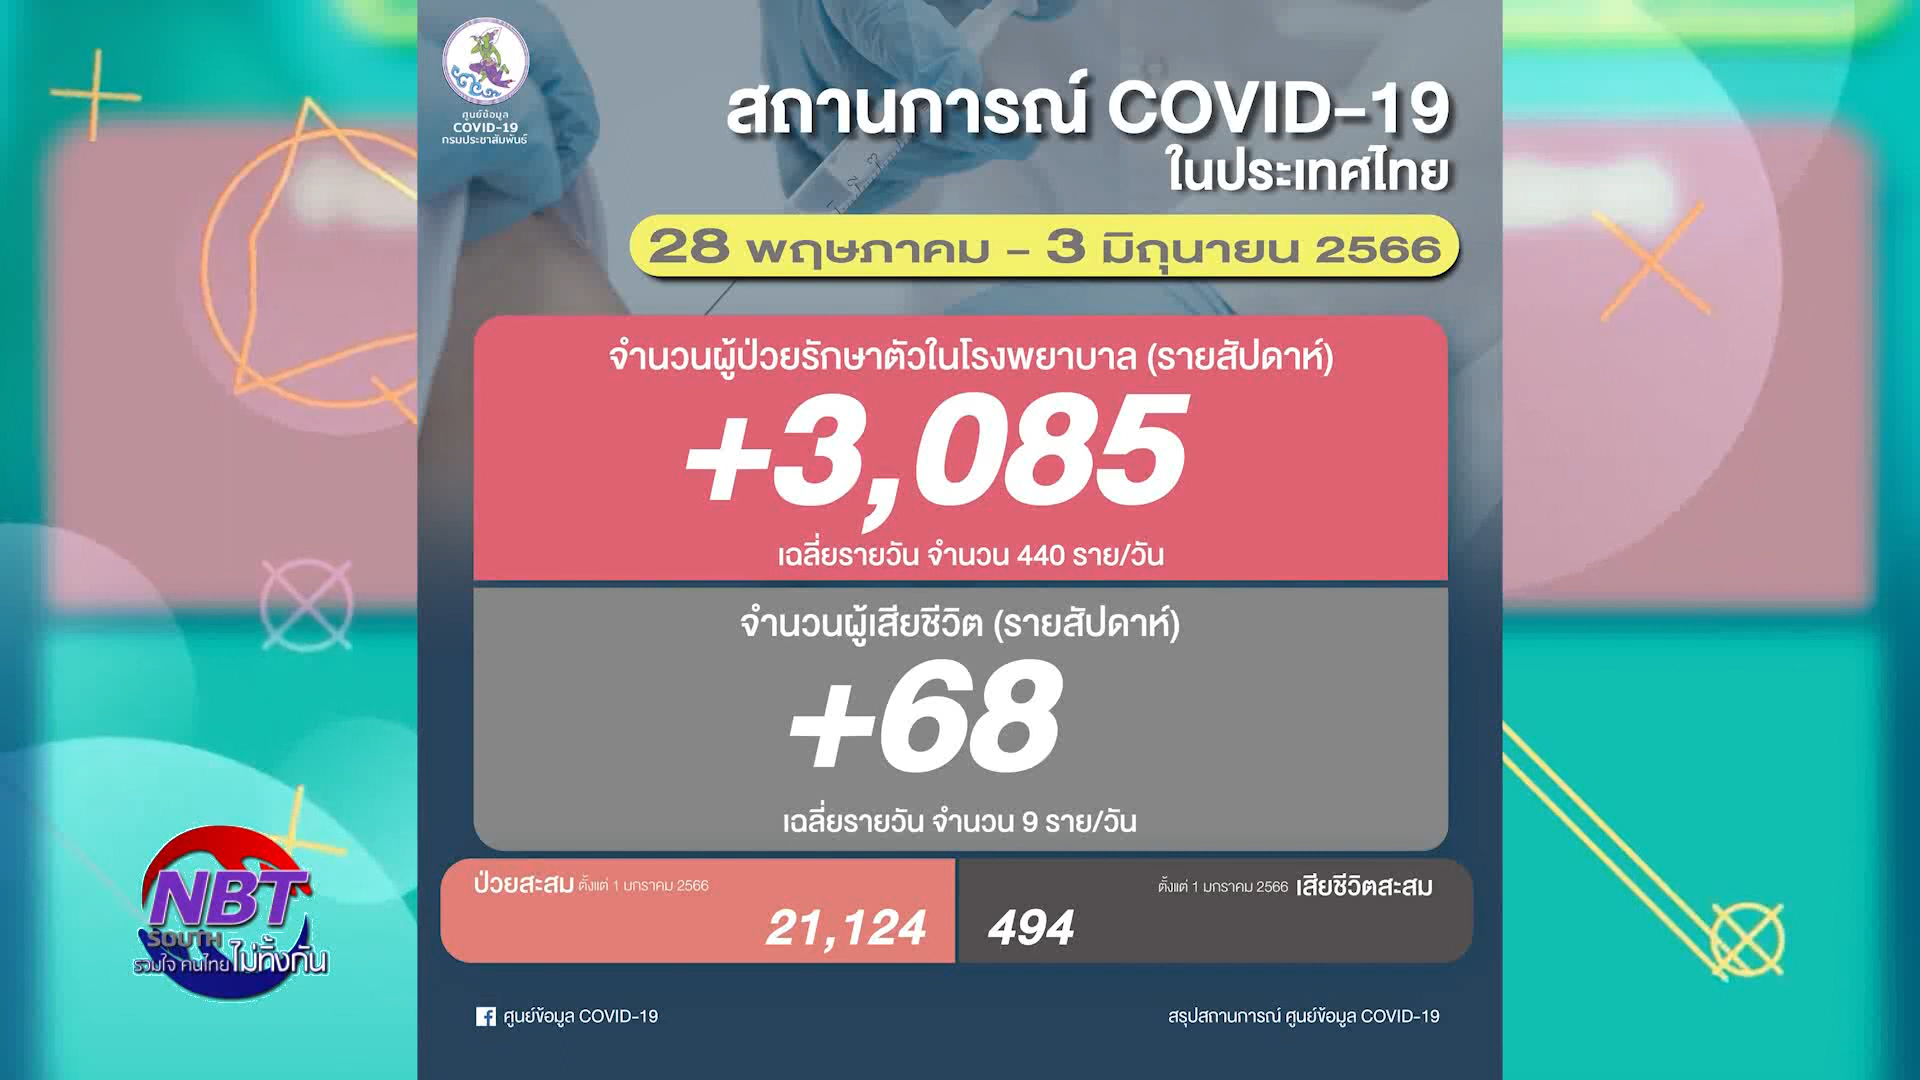 ศูนย์ข้อมูล
COVID-19
กรมประชาสัมพันธ์
สถานการณ์ COVID-19
ในประเทศไทย
28 พฤษภาคม - 3 มิถุนายน 2566
จำนวนผู้ป่วยรักษาตัวในโรงพยาบาล (รายสัปดาห์)
+3,085
เฉลี่ยรายวัน จำนวน 440 ราย/วัน
จำนวนผู้เสียชีวิต (รายสัปดาห์)
+68
เฉลี่ยรายวัน จำนวน 9 ราย/วัน
ป่วยสะสม ตั้งแต่ 1 มกราคม 2566
21,124
ตั้งแต่ 1 มกราคม 2566 เสียชีวิตสะสม
494
NBT
SOUTH
รวมใจ คนไทย ไม่ทิ้งกัน
ศูนย์ข้อมูล COVID-19
สรุปสถานการณ์ ศูนย์ข้อมูล COVID-19